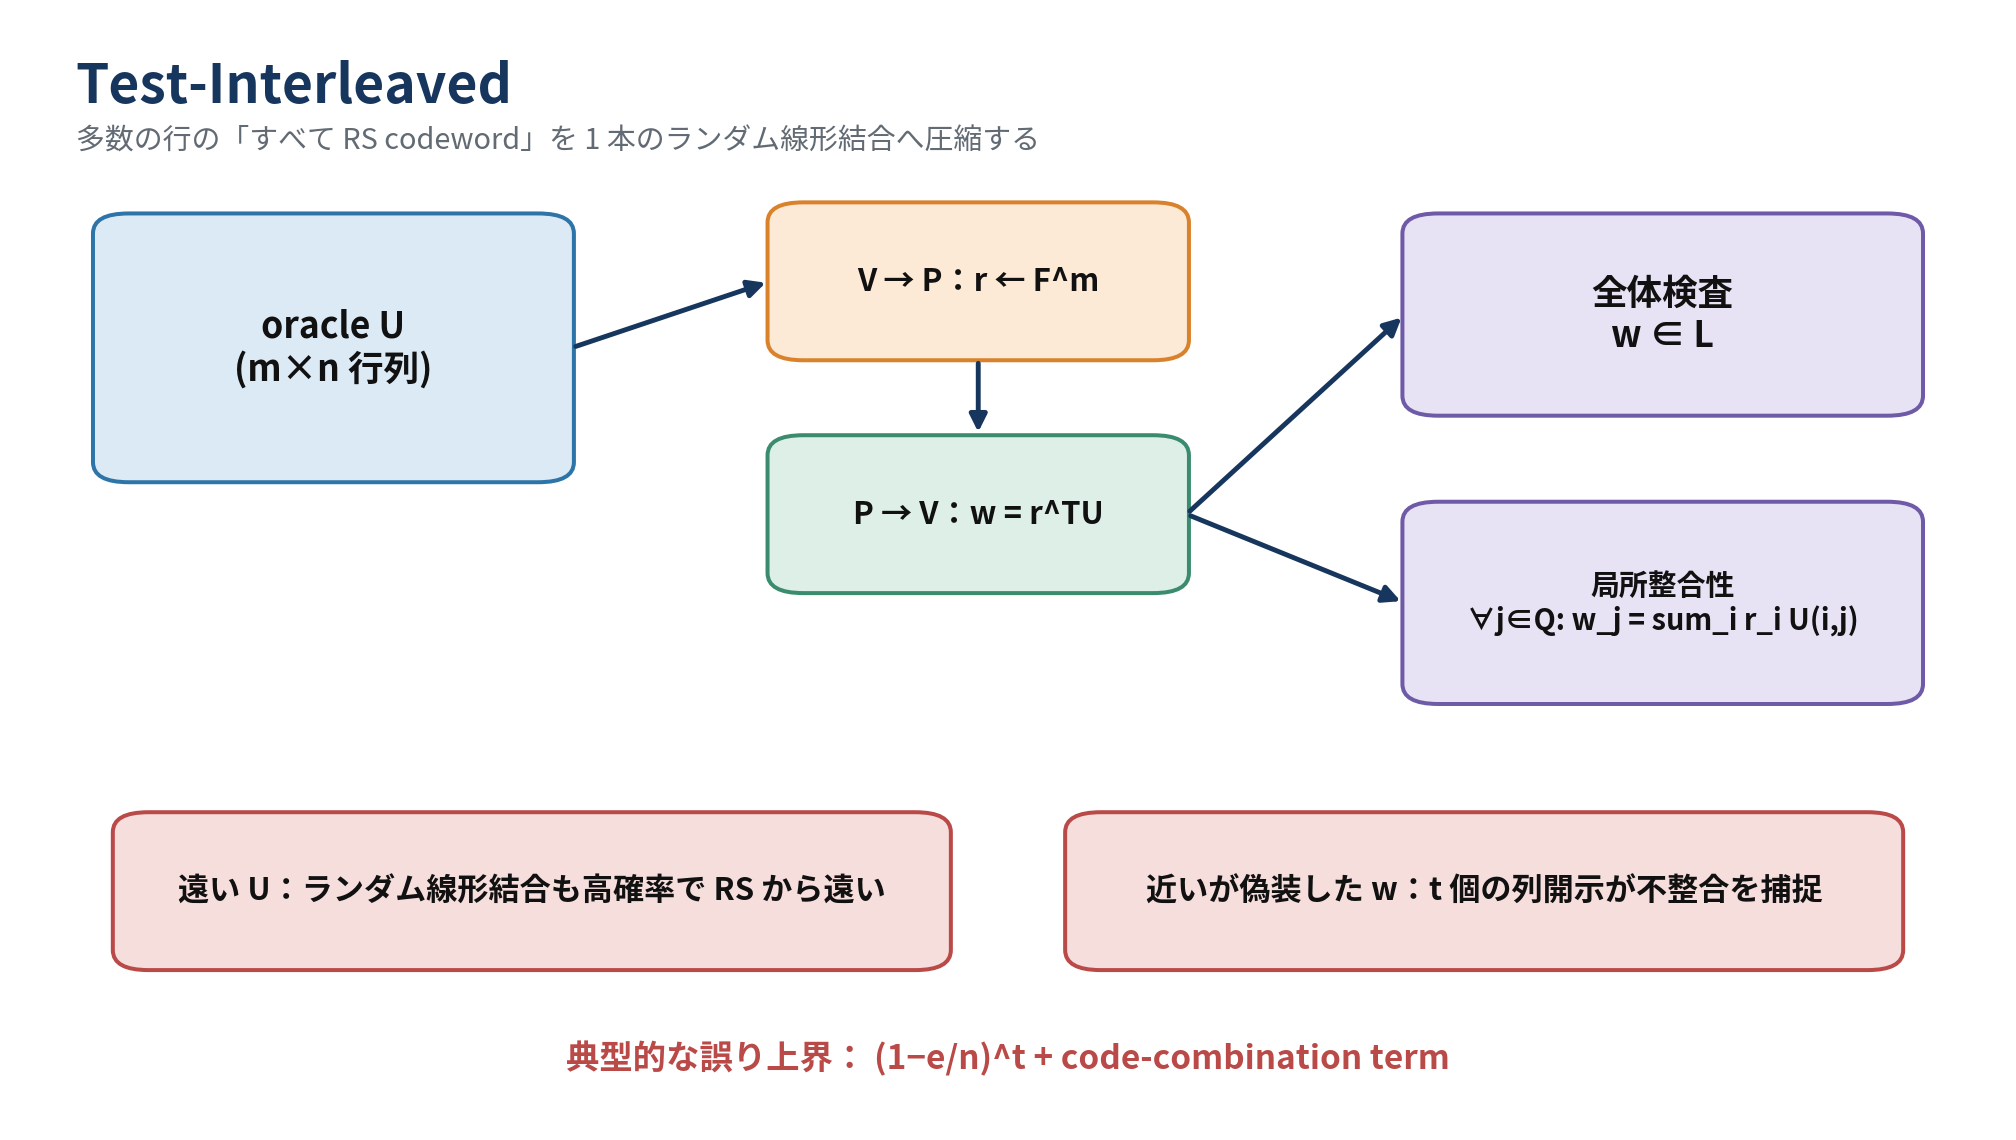 Test-Interleaved
多数の行の「すべて RS codeword」を 1 本のランダム線形結合へ圧縮する
oracle U
(m×n 行列)
V → P：r ← F^m
P → V：w = r^TU
全体検査
w ∈ L
局所整合性
∀j∈Q: w_j = sum_i r_i U(i,j)
遠い U：ランダム線形結合も高確率で RS から遠い
近いが偽装した w：t 個の列開示が不整合を捕捉
典型的な誤り上界： (1−e/n)^t + code-combination term